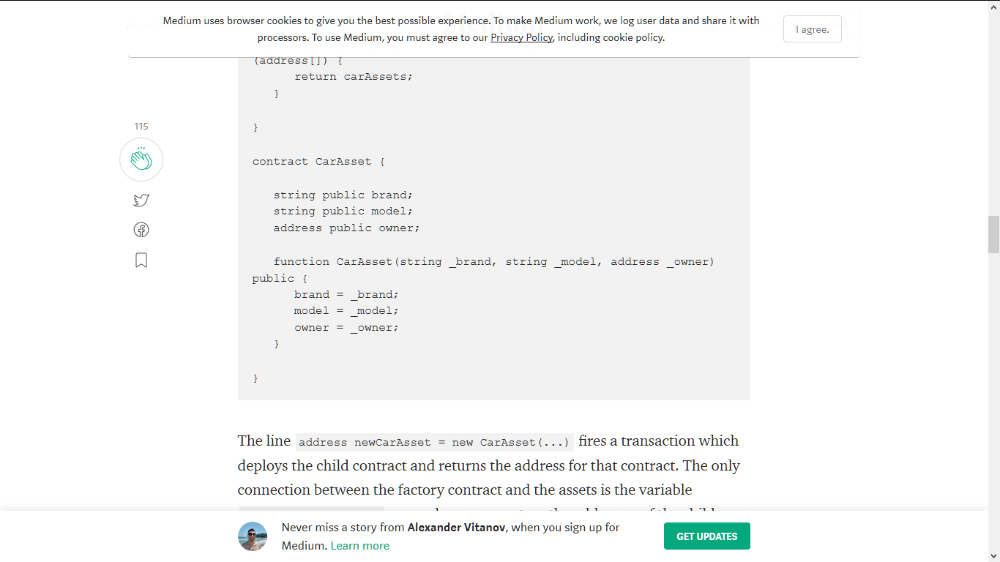 Medium uses browser cookies to give you the best possible experience. To make Medium work, we log user data and share it with
processors. To use Medium, you must agree to our Privacy Policy, including cookie policy.
I agree.
(address[]) {
return carAssets;
}
}
115
contract CarAsset {
string public brand;
string public model;
address public owner;
function CarAsset(string _brand, string _model, address _owner)
public {
brand = _brand;
model = _model;
owner = _owner;
}
}
The line address newCarAsset = new CarAsset(...) fires a transaction which
deploys the child contract and returns the address for that contract. The only
connection between the factory contract and the assets is the variable
Never miss a story from Alexander Vitanov, when you sign up for
Medium. Learn more
GET UPDATES